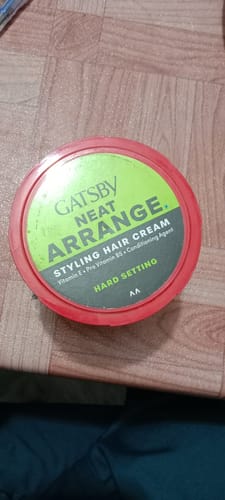 GATSBY
NEAT
ARRANGE
STYLING HAIR CREAM
Vitamin E • Pro Vitamin B5 • Conditioning Agent
HARD SETTING